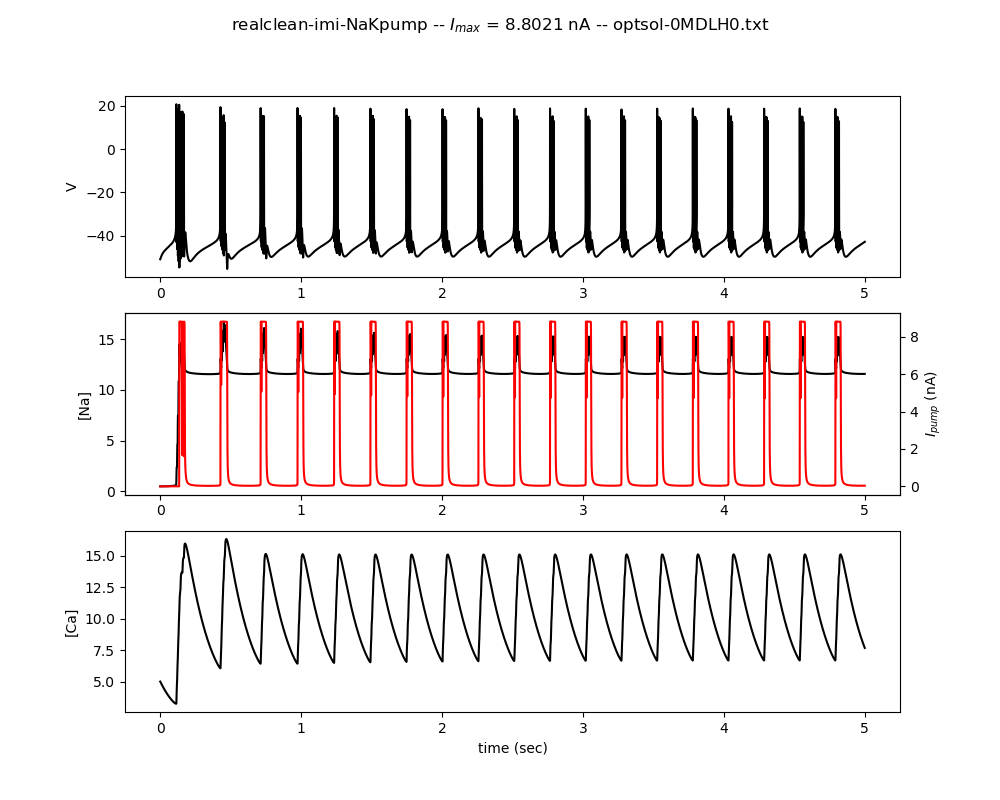 realclean-imi-NaKpump -- I_max = 8.8021 nA -- optsol-0MDLH0.txt
20
0
−20
−40
V
0 1 2 3 4 5
15
10
5
0
[Na]
8
6
4
2
0
I_pump (nA)
0 1 2 3 4 5
15.0
12.5
10.0
7.5
5.0
[Ca]
0 1 2 3 4 5
time (sec)